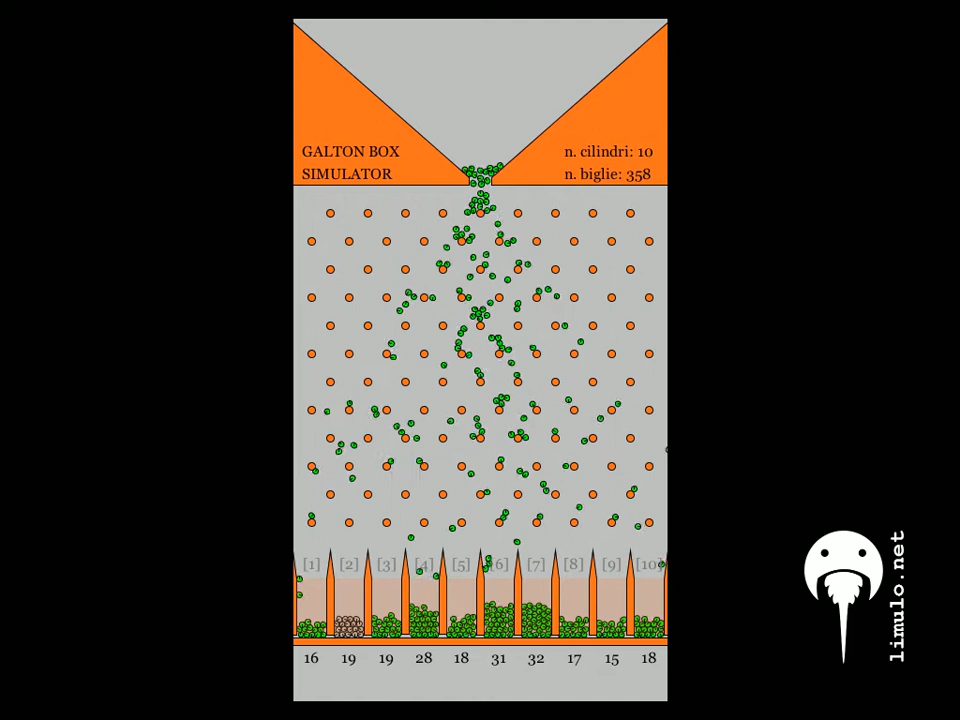 GALTON BOX
SIMULATOR
n. cilindri: 10
n. biglie: 358
[1] [2] [3] [4] [5] [6] [7] [8] [9] [10]
16 19 19 28 18 31 32 17 15 18
limulo.net